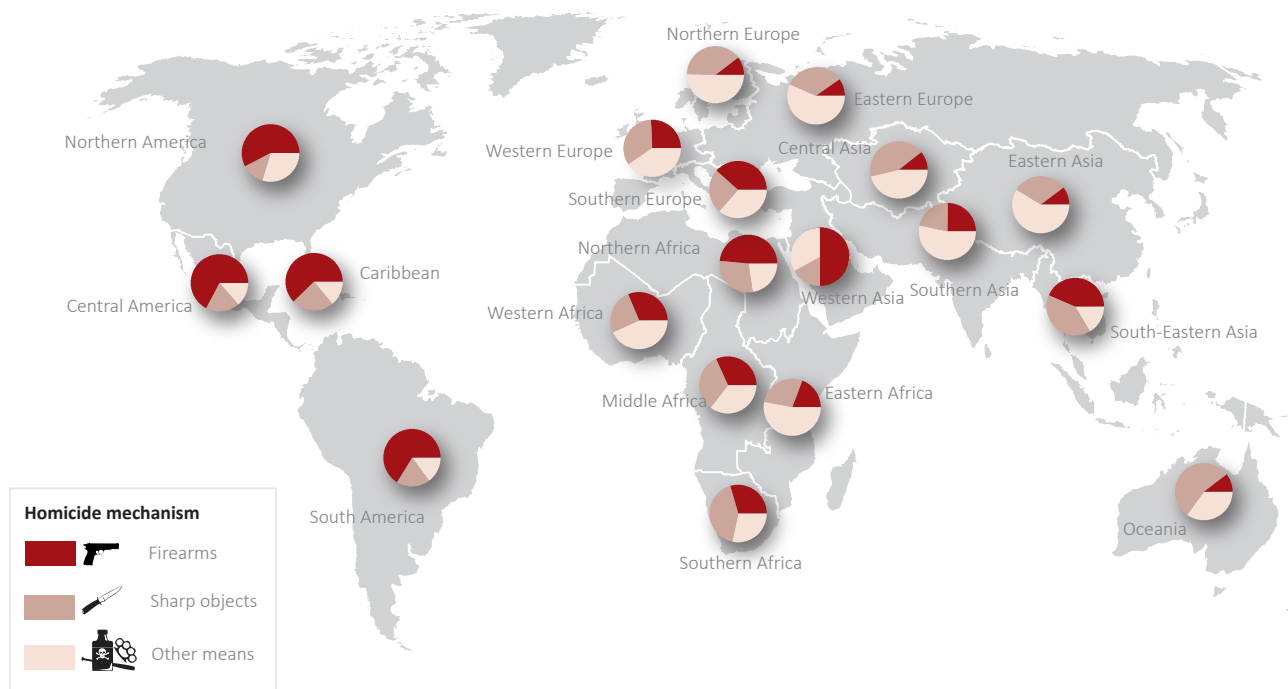 Northern Europe
Eastern Europe
Northern America
Western Europe
Central Asia
Eastern Asia
Southern Europe
Northern Africa
Caribbean
Central America
Western Africa
Western Asia
Southern Asia
South-Eastern Asia
Middle Africa
Eastern Africa
South America
Southern Africa
Oceania
Homicide mechanism
Firearms
Sharp objects
Other means